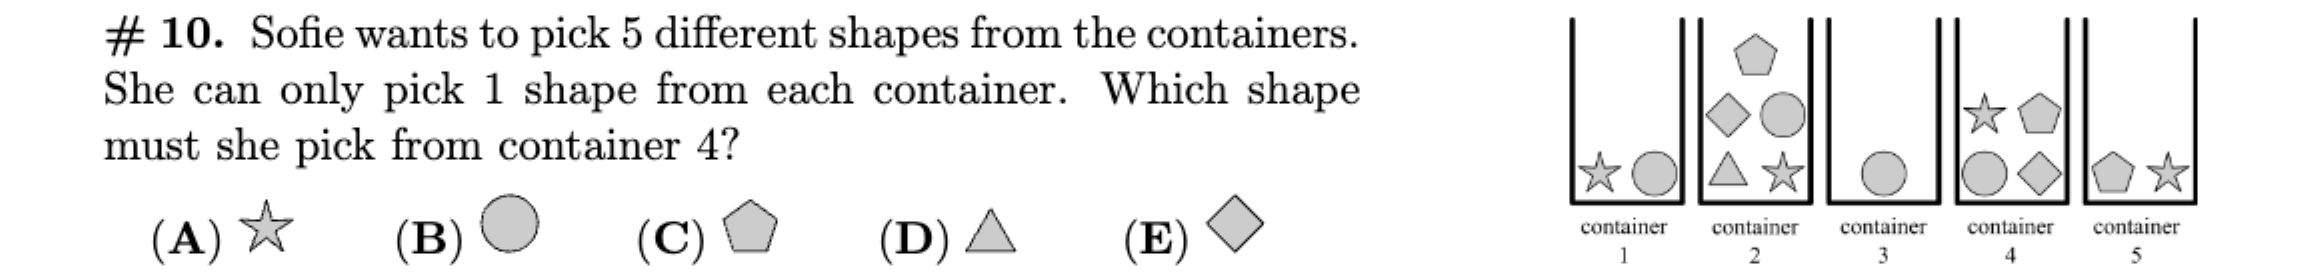 # 10. Sofie wants to pick 5 different shapes from the containers.
She can only pick 1 shape from each container. Which shape
must she pick from container 4?
(A) (B) (C) (D) (E)
container container container container container
1 2 3 4 5